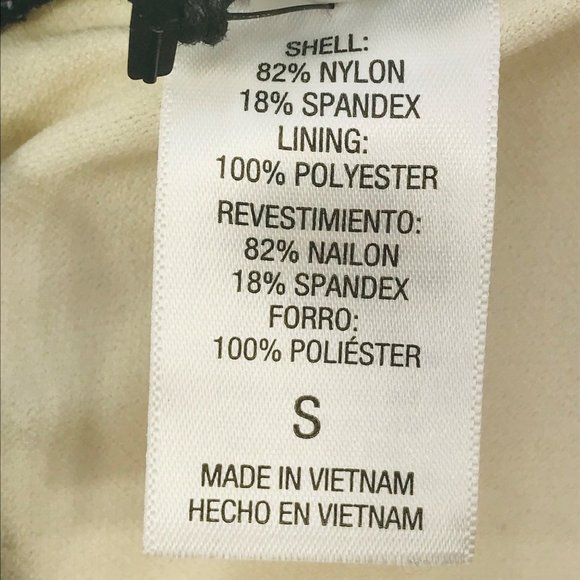 SHELL:
82% NYLON
18% SPANDEX
LINING:
100% POLYESTER
REVESTIMIENTO:
82% NAILON
18% SPANDEX
FORRO:
100% POLIÉSTER
S
MADE IN VIETNAM
HECHO EN VIETNAM